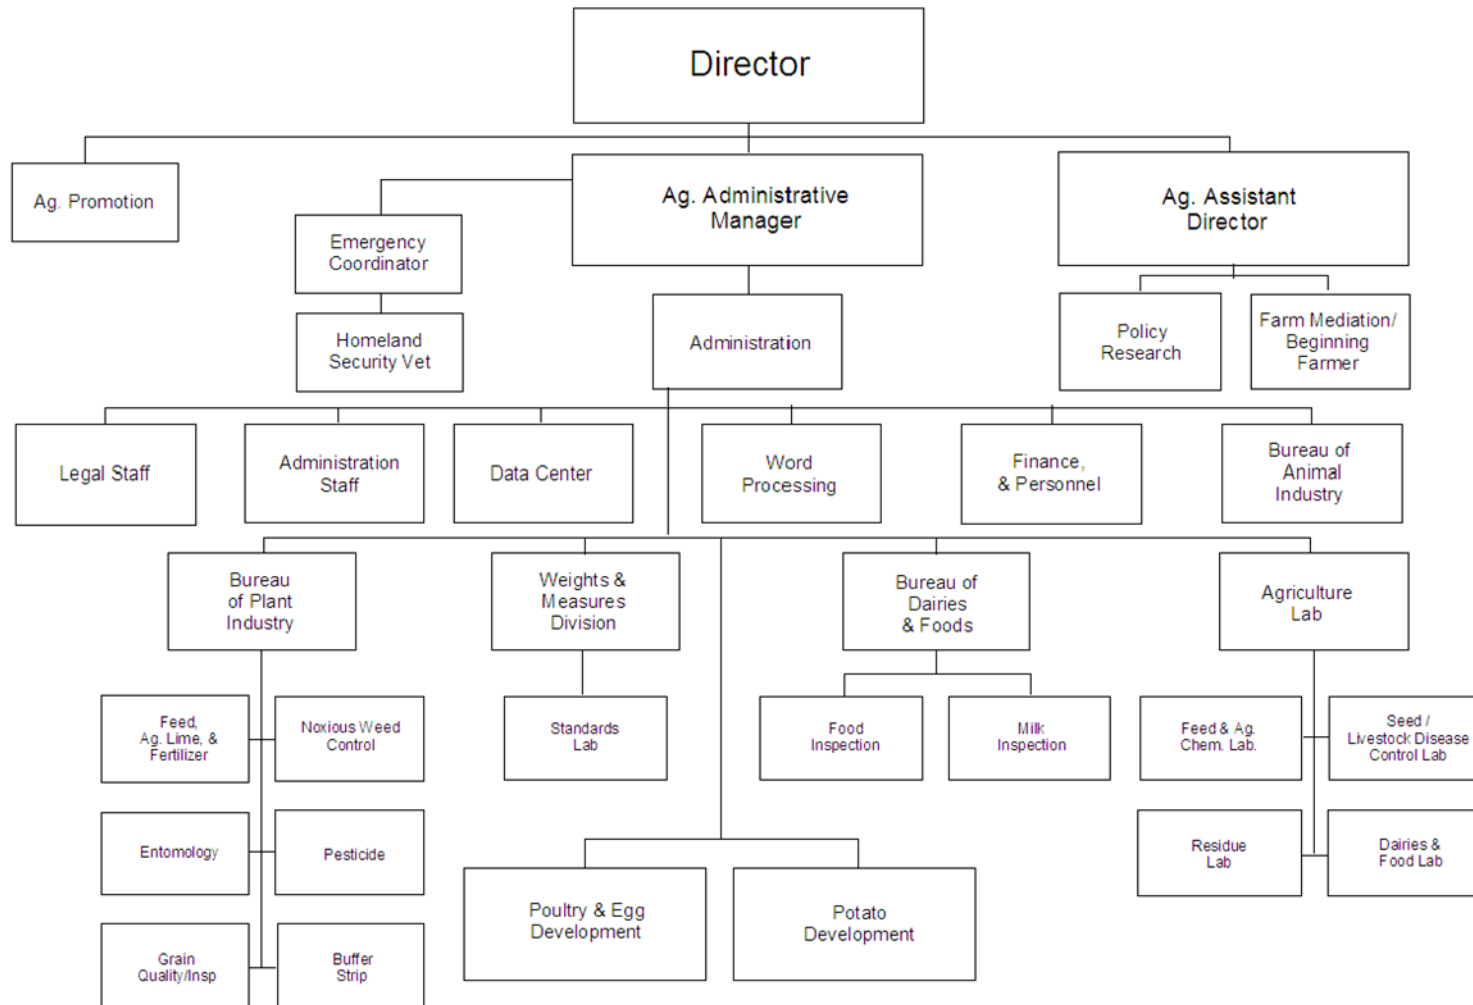 Director
Ag. Promotion
Ag. Administrative
Manager
Ag. Assistant
Director
Emergency
Coordinator
Homeland
Security Vet
Administration
Policy
Research
Farm Mediation/
Beginning
Farmer
Legal Staff
Administration
Staff
Data Center
Word
Processing
Finance,
& Personnel
Bureau of
Animal
Industry
Bureau
of Plant
Industry
Weights &
Measures
Division
Bureau of
Dairies
& Foods
Agriculture
Lab
Feed,
Ag. Lime, &
Fertilizer
Noxious Weed
Control
Standards
Lab
Food
Inspection
Milk
Inspection
Feed & Ag.
Chem. Lab.
Seed /
Livestock Disease
Control Lab
Entomology
Pesticide
Residue
Lab
Dairies &
Food Lab
Poultry & Egg
Development
Potato
Development
Grain
Quality/Insp
Buffer
Strip